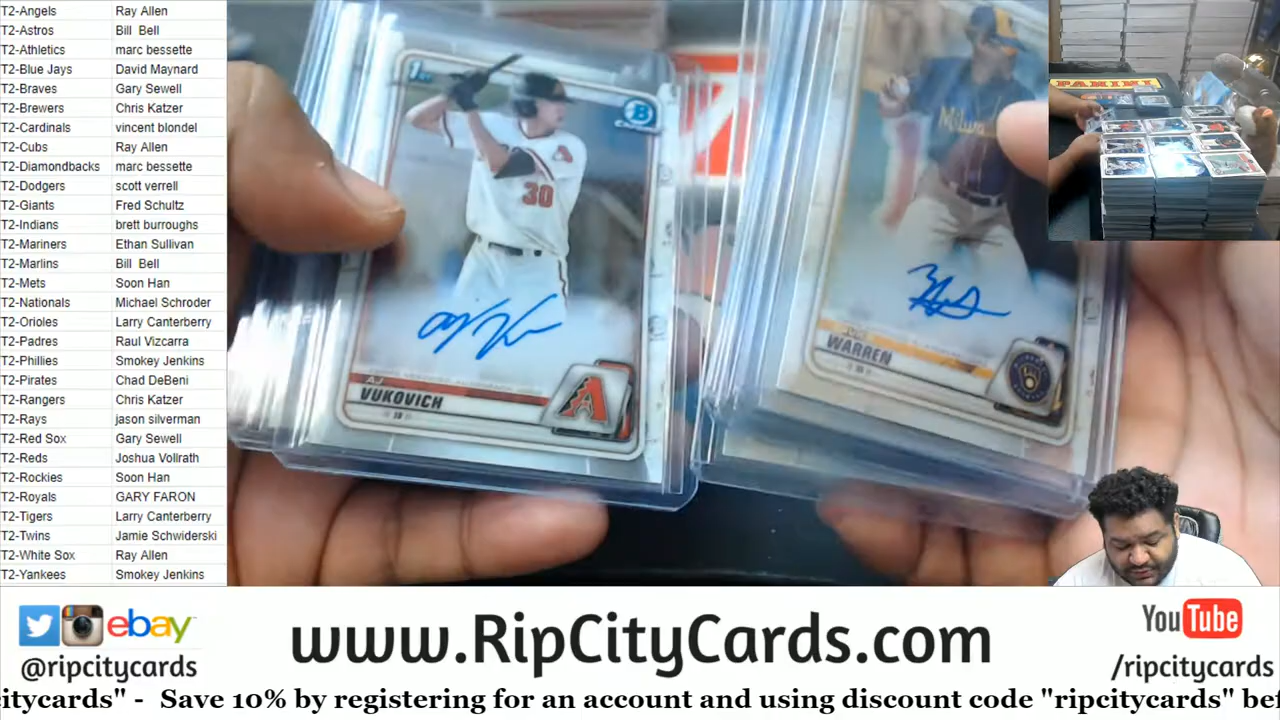 T2-Angels Ray Allen
T2-Astros Bill Bell
T2-Athletics marc bessette
T2-Blue Jays David Maynard
T2-Braves Gary Sewell
T2-Brewers Chris Katzer
T2-Cardinals vincent blondel
T2-Cubs Ray Allen
T2-Diamondbacks marc bessette
T2-Dodgers scott verrell
T2-Giants Fred Schultz
T2-Indians brett burroughs
T2-Mariners Ethan Sullivan
T2-Marlins Bill Bell
T2-Mets Soon Han
T2-Nationals Michael Schroder
T2-Orioles Larry Canterberry
T2-Padres Raul Vizcarra
T2-Phillies Smokey Jenkins
T2-Pirates Chad DeBeni
T2-Rangers Chris Katzer
T2-Rays jason silverman
T2-Red Sox Gary Sewell
T2-Reds Joshua Vollrath
T2-Rockies Soon Han
T2-Royals GARY FARON
T2-Tigers Larry Canterberry
T2-Twins Jamie Schwiderski
T2-White Sox Ray Allen
T2-Yankees Smokey Jenkins
1st
B
30
AJ
VUKOVICH
A
WARREN
PANINI
ebay
@ripcitycards
www.RipCityCards.com
YouTube
/ripcitycards
citycards" - Save 10% by registering for an account and using discount code "ripcitycards" bef